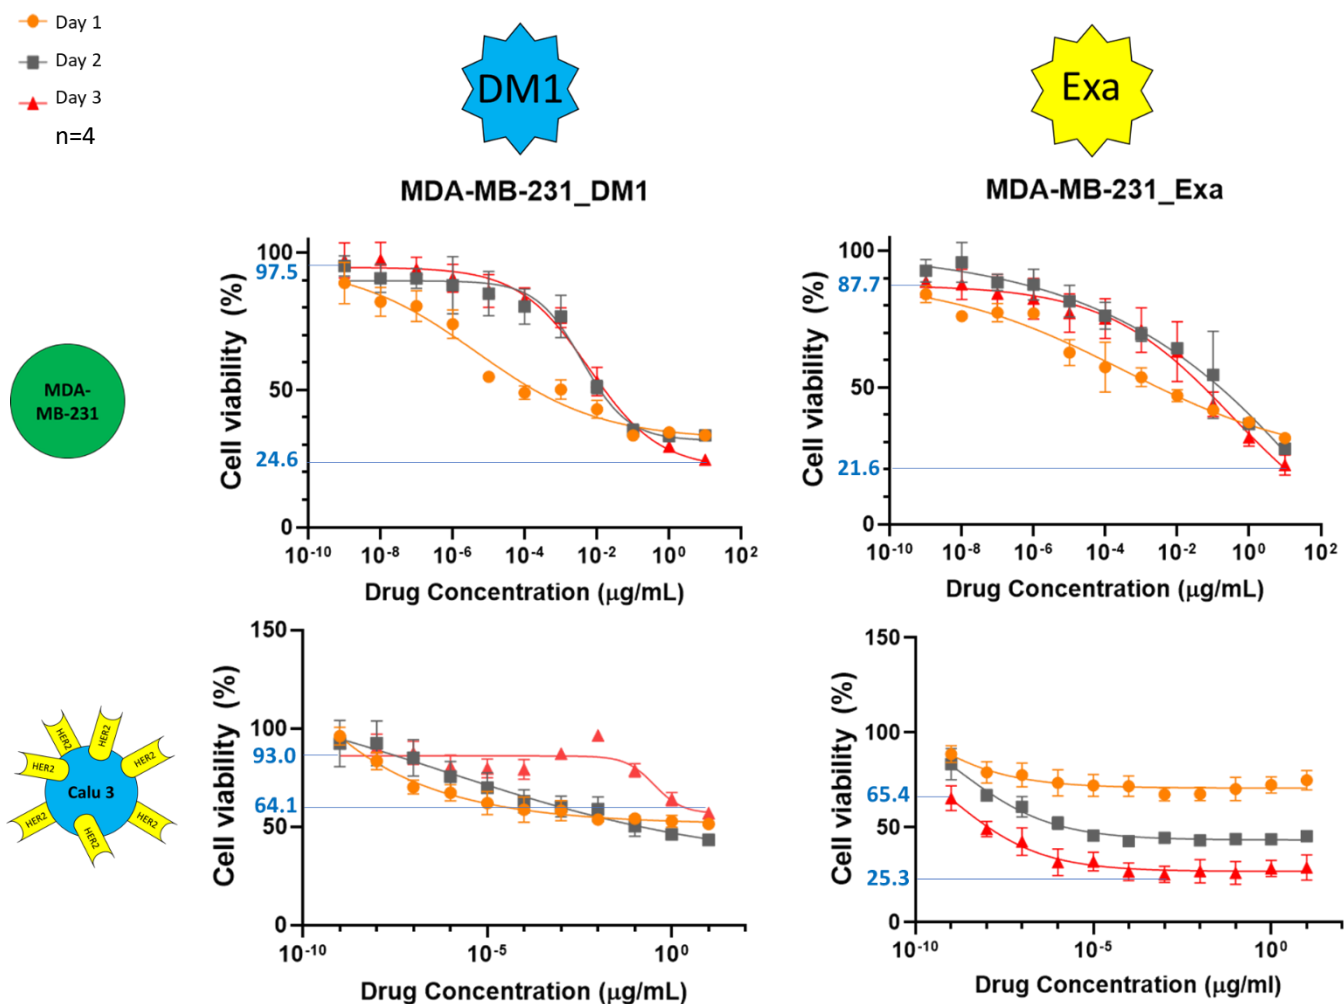 Day 1
Day 2
Day 3
n=4
DM1
Exa
MDA-MB-231_DM1
MDA-MB-231_Exa
MDA-
MB-231
Cell viability (%)
100
97.5
50
24.6
0
10⁻¹⁰
10⁻⁸
10⁻⁶
10⁻⁴
10⁻²
10⁰
10²
Drug Concentration (μg/mL)
Cell viability (%)
100
87.7
50
21.6
0
10⁻¹⁰
10⁻⁸
10⁻⁶
10⁻⁴
10⁻²
10⁰
10²
Drug Concentration (μg/mL)
HER2
HER2
HER2
HER2
Calu 3
HER2
HER2
HER2
Cell viability (%)
150
100
93.0
64.1
50
0
10⁻¹⁰
10⁻⁵
10⁰
Drug Concentration (μg/mL)
Cell viability (%)
150
100
65.4
50
25.3
0
10⁻¹⁰
10⁻⁵
10⁰
Drug Concentration (μg/ml)